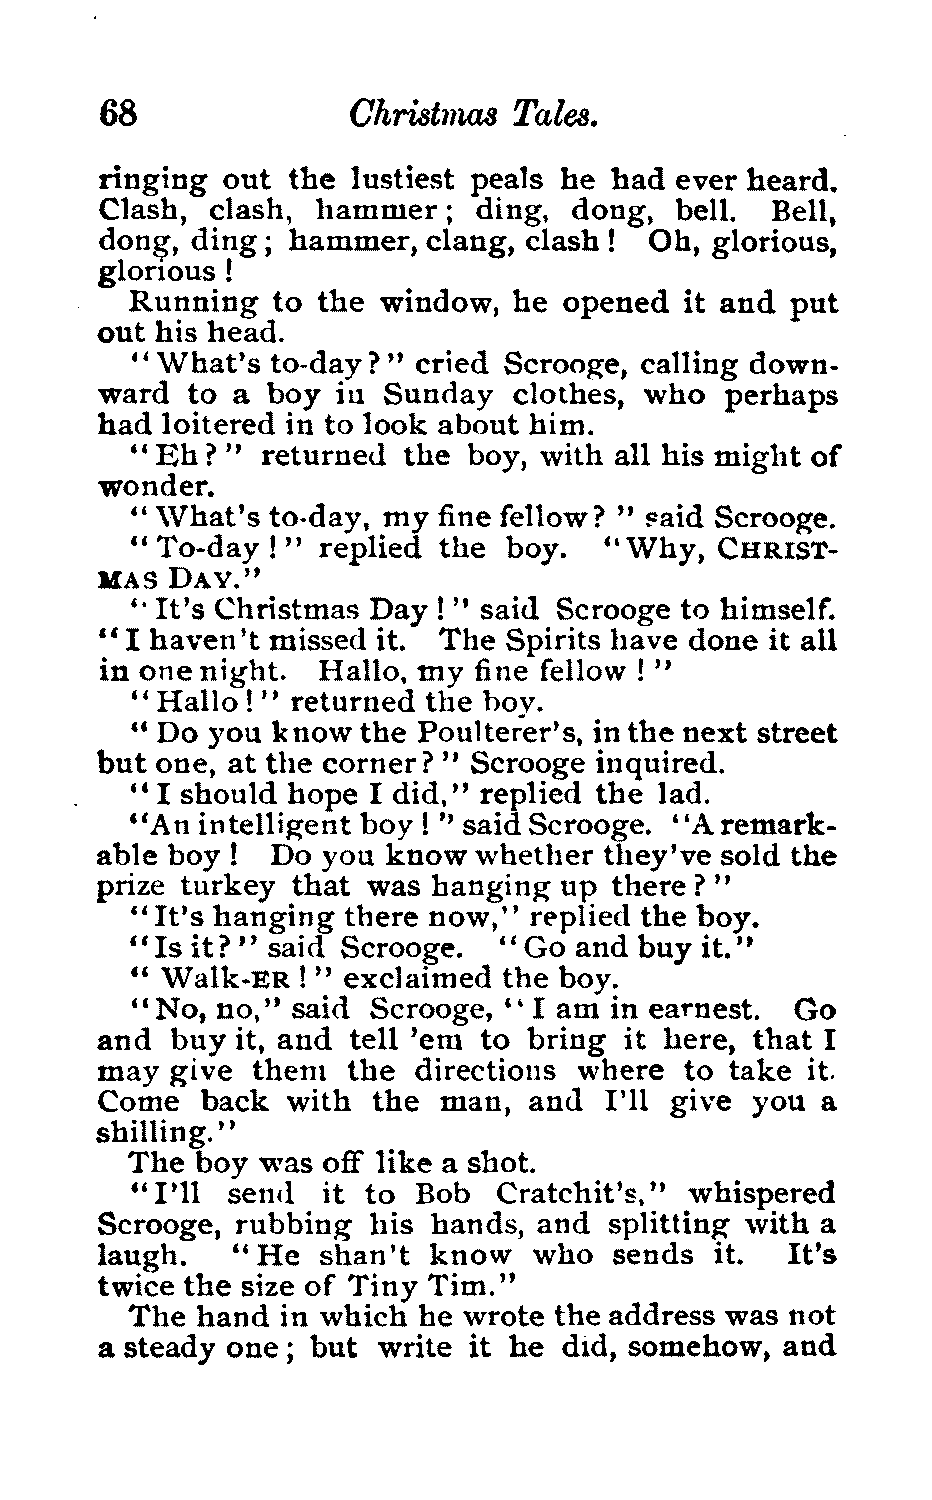 68 Christmas Tales.
ringing out the lustiest peals he had ever heard.
Clash, clash, hammer; ding, dong, bell. Bell,
dong, ding; hammer, clang, clash! Oh, glorious,
glorious!
Running to the window, he opened it and put
out his head.
"What's to-day?" cried Scrooge, calling down-
ward to a boy in Sunday clothes, who perhaps
had loitered in to look about him.
"Eh?" returned the boy, with all his might of
wonder.
"What's to-day, my fine fellow?" said Scrooge.
"To-day!" replied the boy. "Why, CHRIST-
MAS DAY."
"It's Christmas Day!" said Scrooge to himself.
"I haven't missed it. The Spirits have done it all
in one night. Hallo, my fine fellow!"
"Hallo!" returned the boy.
"Do you know the Poulterer's, in the next street
but one, at the corner?" Scrooge inquired.
"I should hope I did," replied the lad.
"An intelligent boy!" said Scrooge. "A remark-
able boy! Do you know whether they've sold the
prize turkey that was hanging up there?"
"It's hanging there now," replied the boy.
"Is it?" said Scrooge. "Go and buy it."
"Walk-ER!" exclaimed the boy.
"No, no," said Scrooge, "I am in earnest. Go
and buy it, and tell 'em to bring it here, that I
may give them the directions where to take it.
Come back with the man, and I'll give you a
shilling."
The boy was off like a shot.
"I'll send it to Bob Cratchit's," whispered
Scrooge, rubbing his hands, and splitting with a
laugh. "He shan't know who sends it. It's
twice the size of Tiny Tim."
The hand in which he wrote the address was not
a steady one; but write it he did, somehow, and